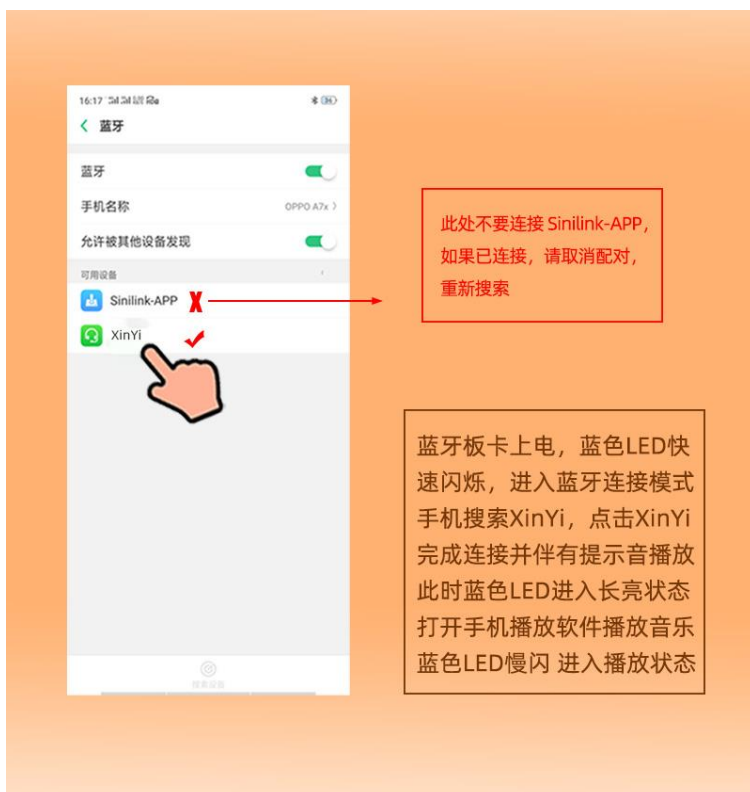 16:17
蓝牙
蓝牙
手机名称
OPPO A7x
允许被其他设备发现
可用设备
Sinilink-APP
XinYi
搜索设备
此处不要连接 Sinilink-APP，
如果已连接，请取消配对，
重新搜索
蓝牙板卡上电，蓝色LED快
速闪烁，进入蓝牙连接模式
手机搜索XinYi，点击XinYi
完成连接并伴有提示音播放
此时蓝色LED进入长亮状态
打开手机播放软件播放音乐
蓝色LED慢闪 进入播放状态